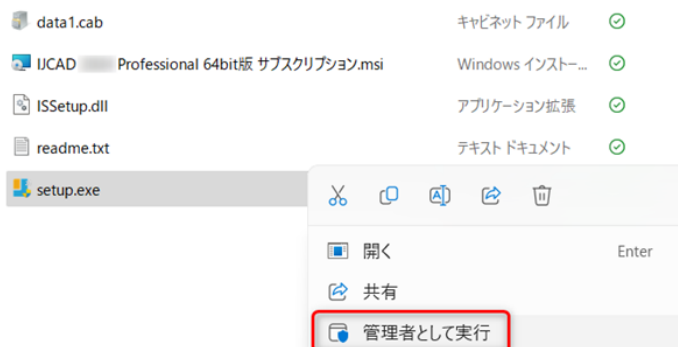 data1.cab キャビネット ファイル
IJCAD Professional 64bit版 サブスクリプション.msi Windows インストー...
ISSetup.dll アプリケーション拡張
readme.txt テキスト ドキュメント
setup.exe
開く Enter
共有
管理者として実行